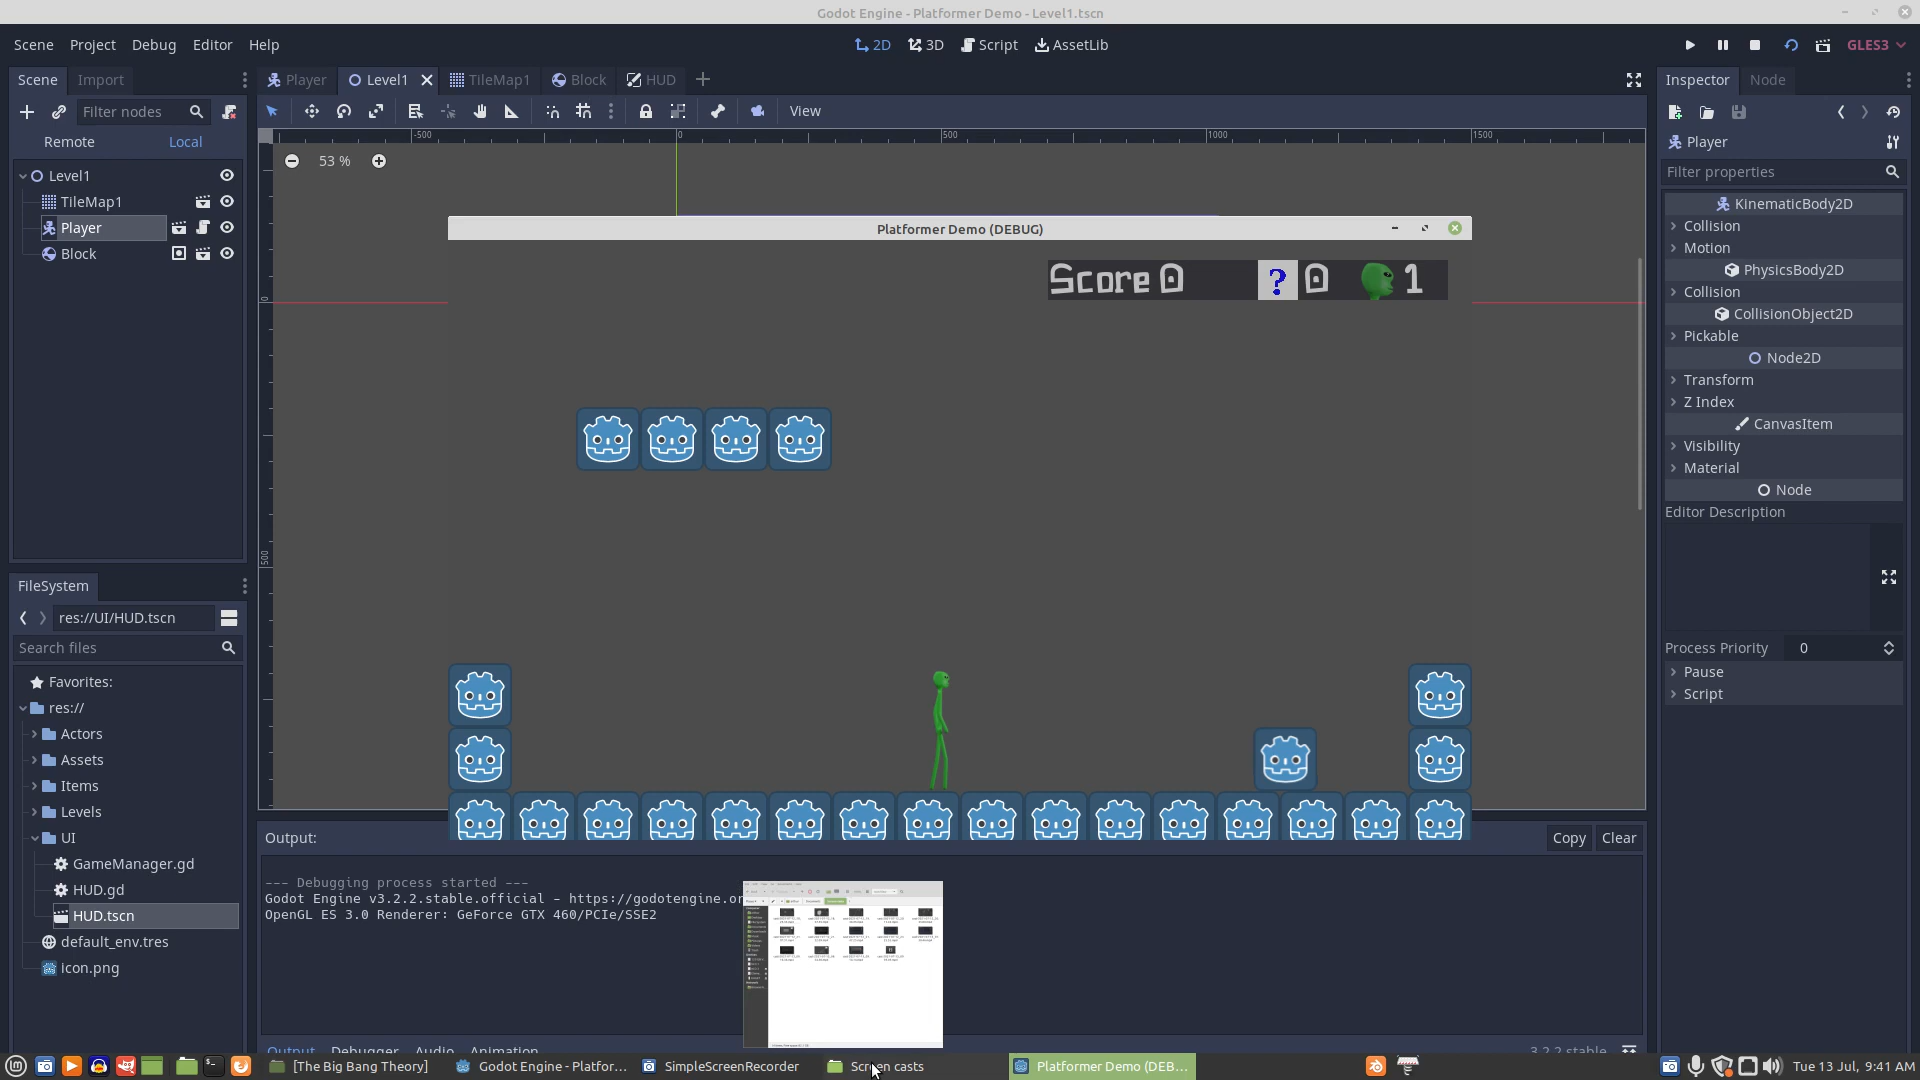 Godot Engine - Platformer Demo - Level1.tscn
Scene Project Debug Editor Help
2D 3D Script AssetLib
GLES3
Scene Import
Player Level1 TileMap1 Block HUD
Inspector Node
Filter nodes
View
Remote Local
-500 0 500 1000 1500
53 %
Player
Filter properties
Level1
TileMap1
Player
Block
KinematicBody2D
Collision
Motion
PhysicsBody2D
Collision
CollisionObject2D
Pickable
Node2D
Transform
Z Index
CanvasItem
Visibility
Material
Node
Editor Description
Process Priority 0
Pause
Script
Platformer Demo (DEBUG)
Score 0 ? 0 1
0
500
FileSystem
res://UI/HUD.tscn
Search files
Favorites:
res://
Actors
Assets
Items
Levels
UI
GameManager.gd
HUD.gd
HUD.tscn
default_env.tres
icon.png
Output:
Copy Clear
--- Debugging process started ---
Godot Engine v3.2.2.stable.official - https://godotengine.or
OpenGL ES 3.0 Renderer: GeForce GTX 460/PCIe/SSE2
Output Debugger Audio Animation
3.2.2.stable
[The Big Bang Theory] Godot Engine - Platfor... SimpleScreenRecorder Screen casts Platformer Demo (DEB...
Tue 13 Jul, 9:41 AM